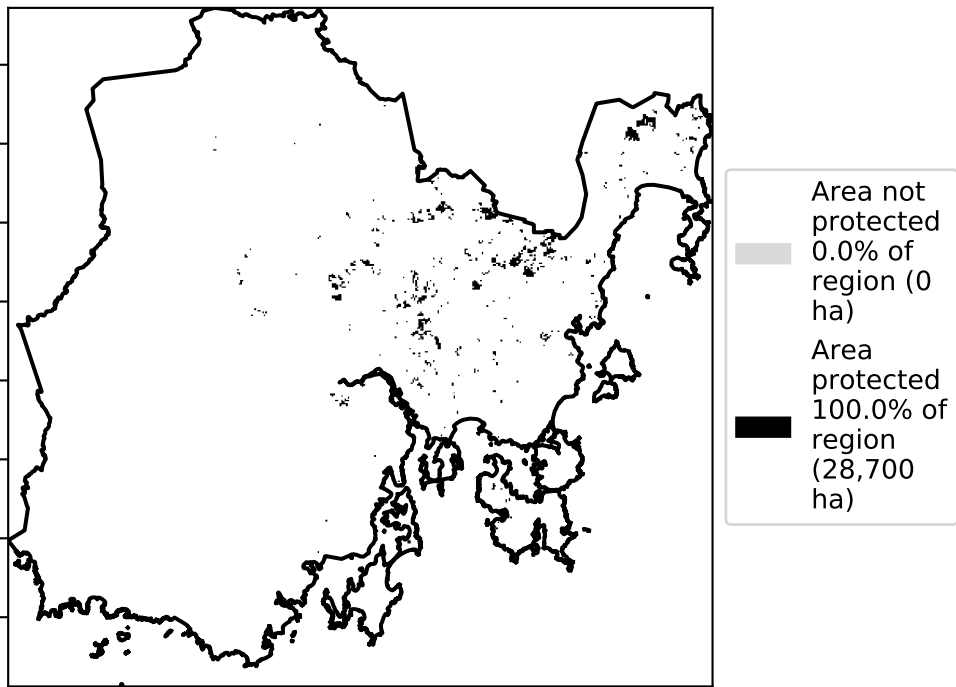 Area not
protected
0.0% of
region (0
ha)
Area
protected
100.0% of
region
(28,700
ha)